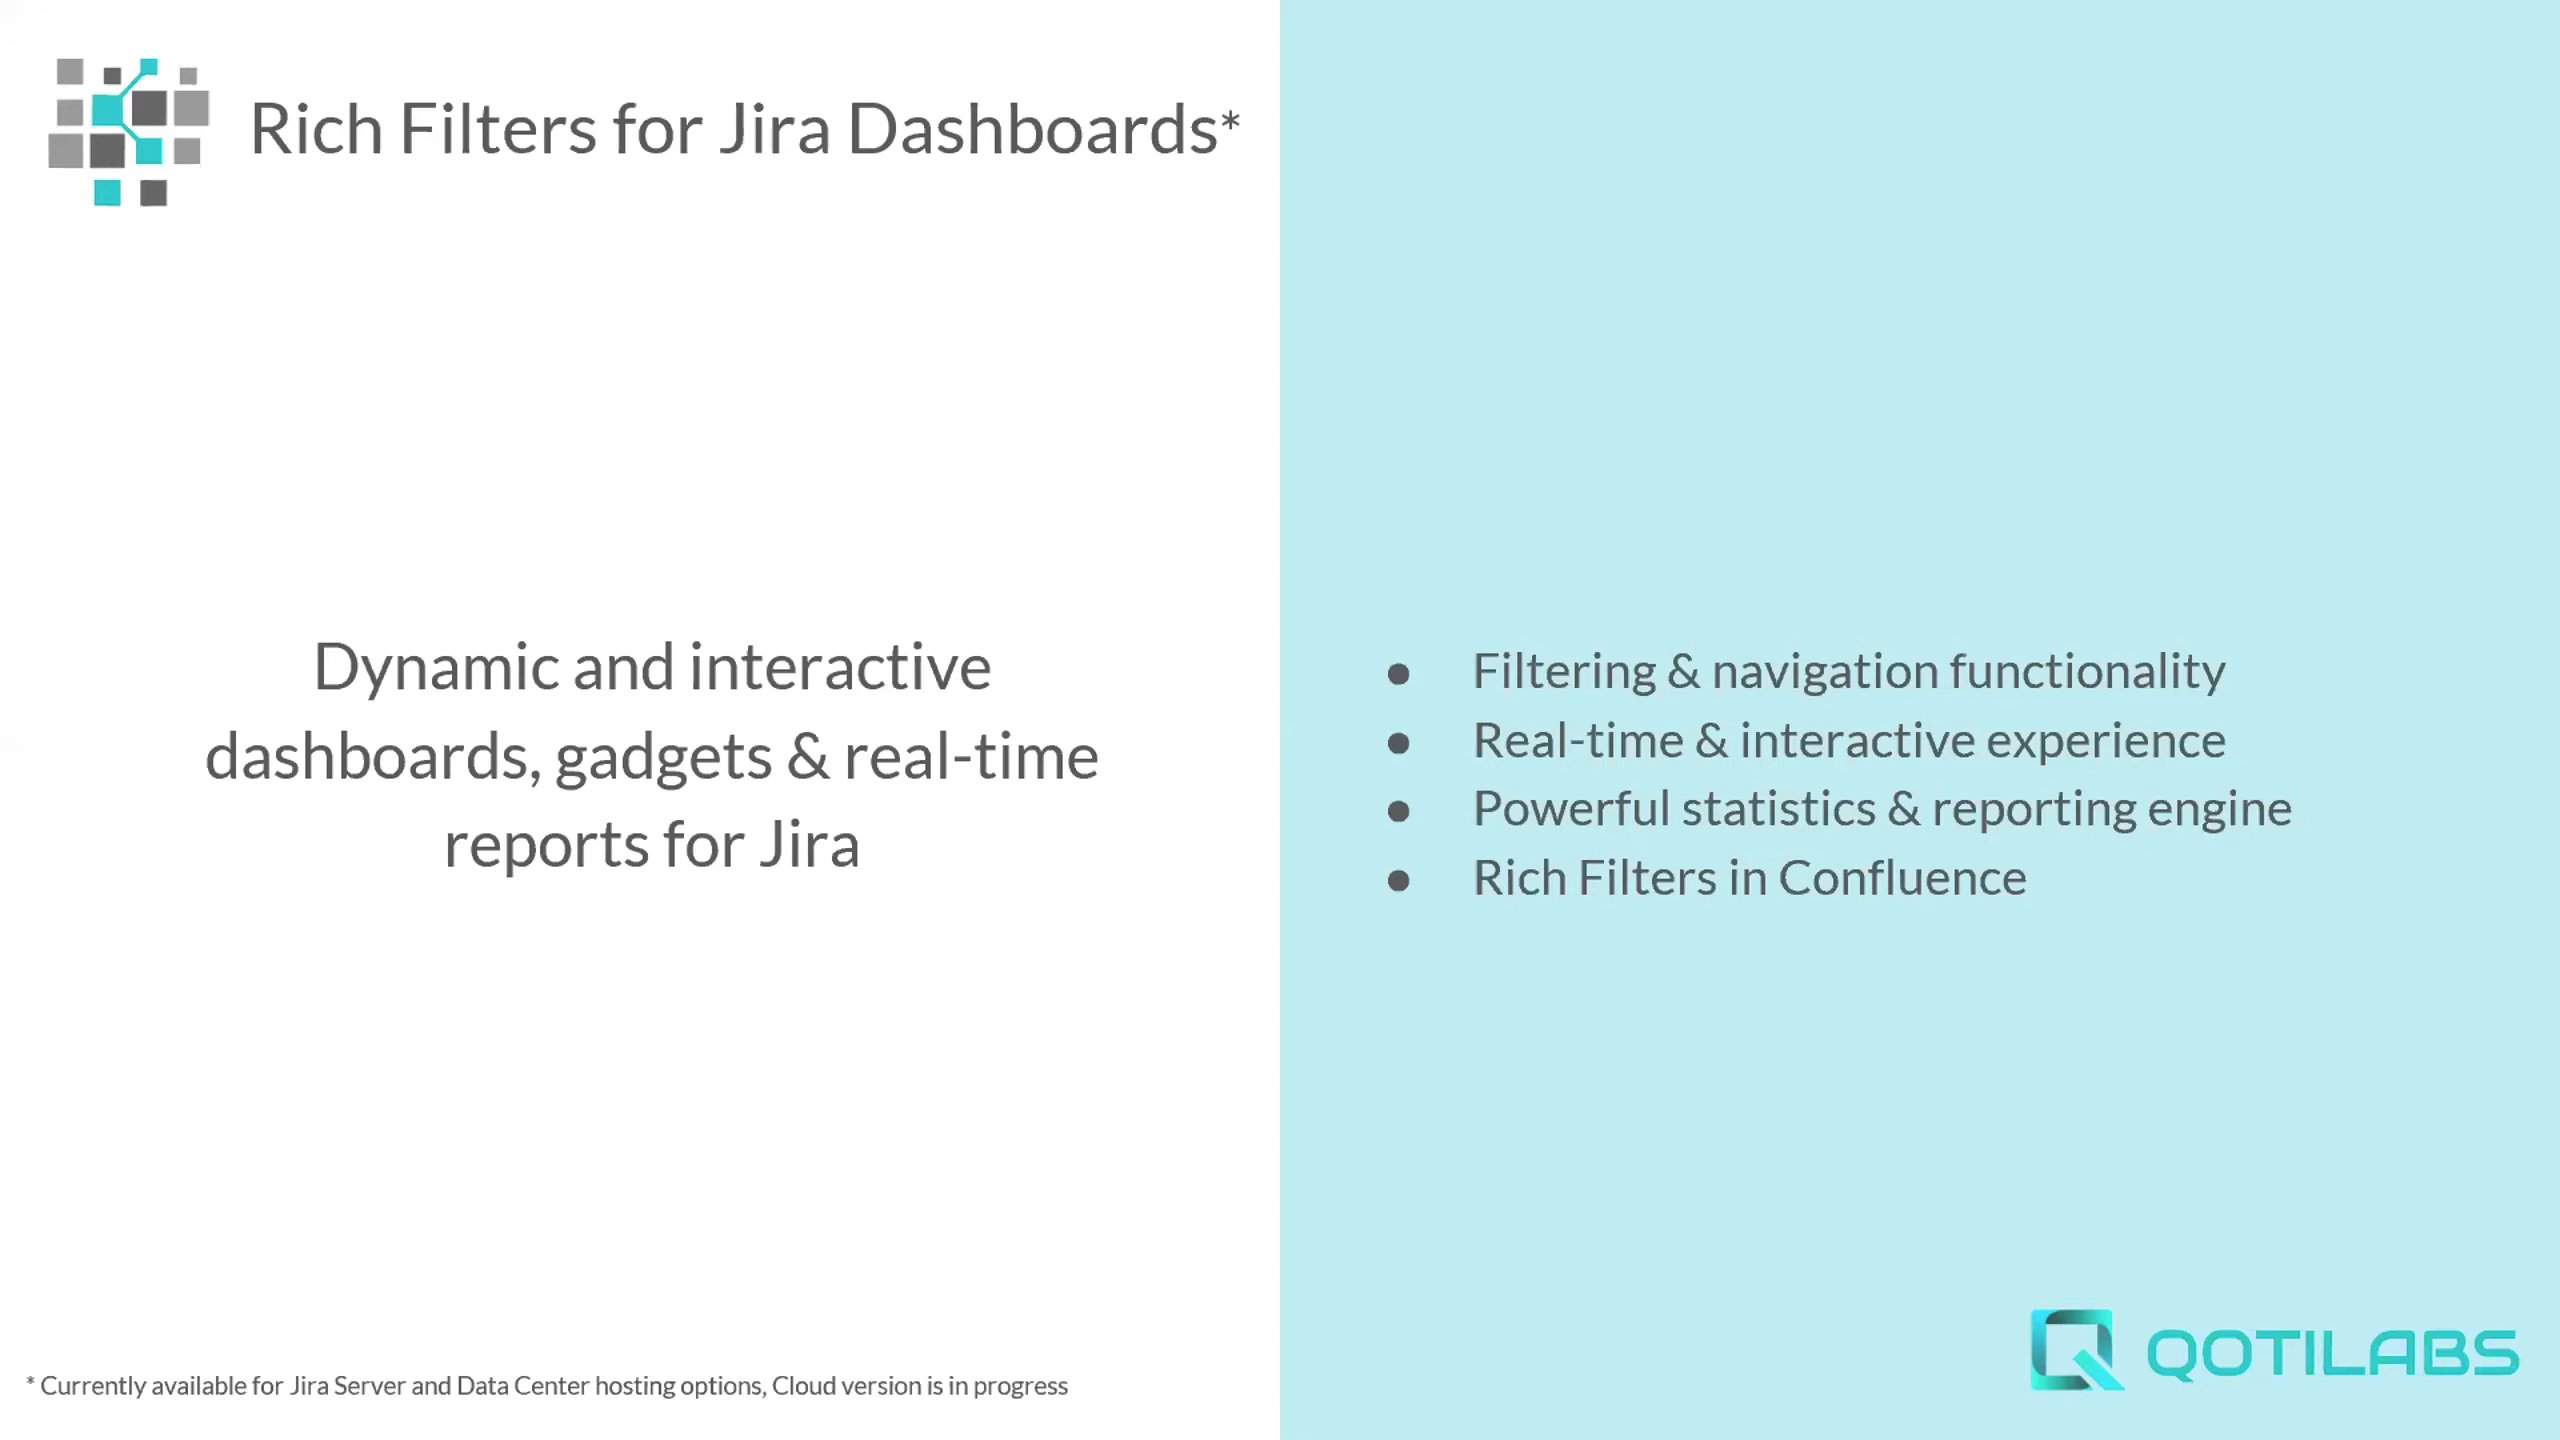 Rich Filters for Jira Dashboards*
Dynamic and interactive
dashboards, gadgets & real-time
reports for Jira
* Currently available for Jira Server and Data Center hosting options, Cloud version is in progress
● Filtering & navigation functionality
● Real-time & interactive experience
● Powerful statistics & reporting engine
● Rich Filters in Confluence
QOTILABS